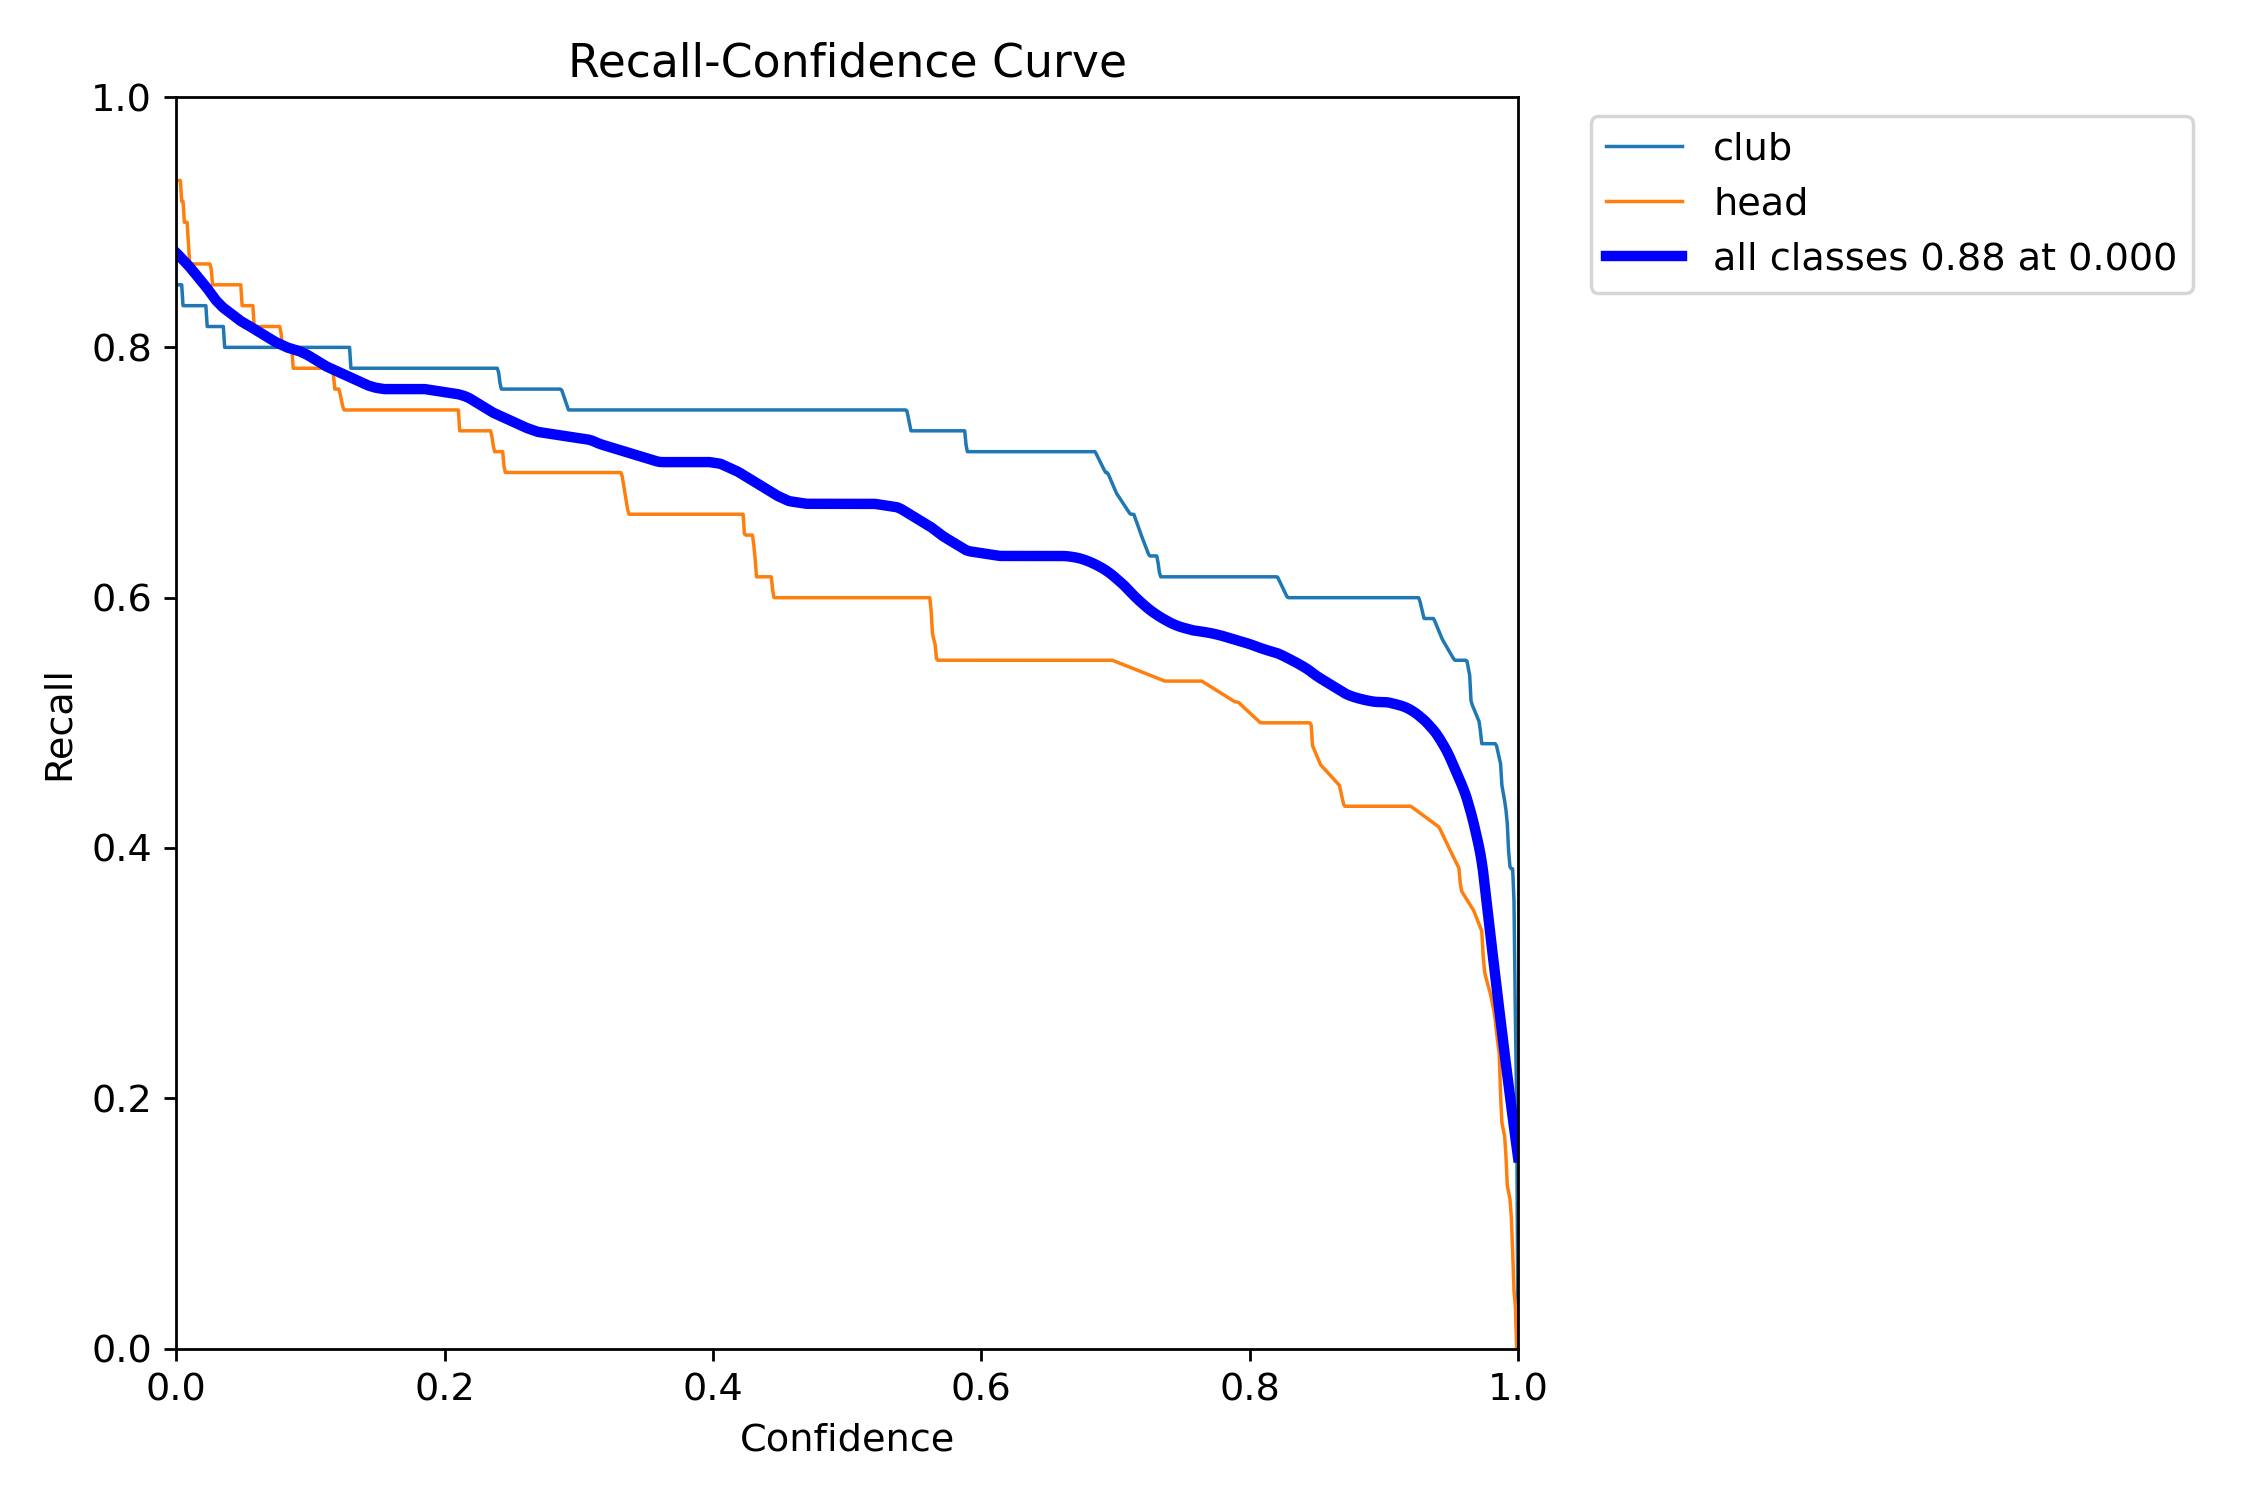 Recall-Confidence Curve
1.0
0.8
0.6
0.4
0.2
0.0
Recall
0.0 0.2 0.4 0.6 0.8 1.0
Confidence
club
head
all classes 0.88 at 0.000